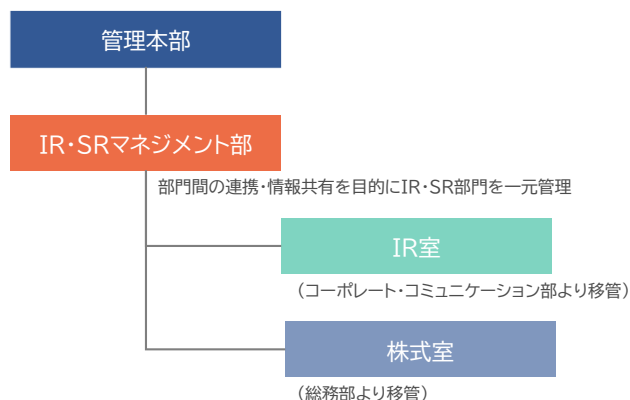 管理本部
IR・SRマネジメント部
部門間の連携・情報共有を目的にIR・SR部門を一元管理
IR室
（コーポレート・コミュニケーション部より移管）
株式室
（総務部より移管）